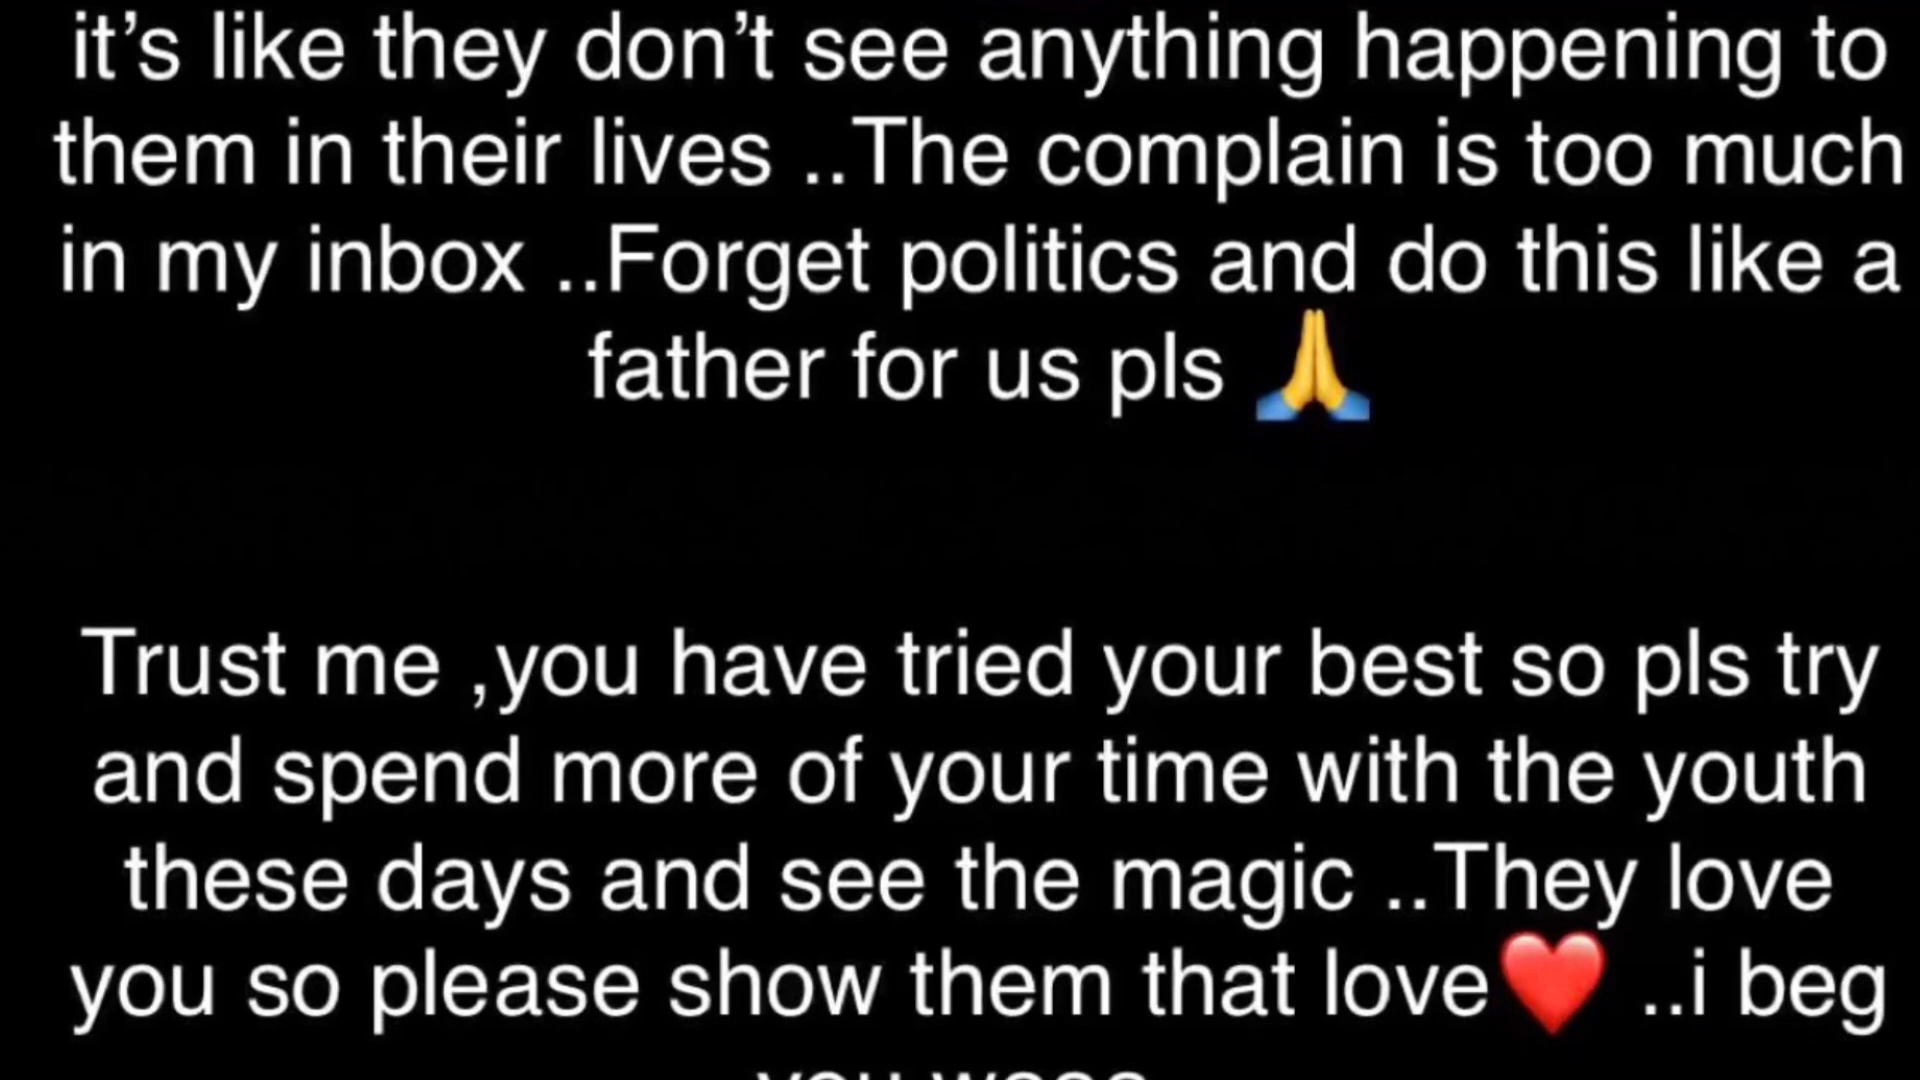 it's like they don't see anything happening to
them in their lives ..The complain is too much
in my inbox ..Forget politics and do this like a
father for us pls 🙏
Trust me ,you have tried your best so pls try
and spend more of your time with the youth
these days and see the magic ..They love
you so please show them that love❤️ ..i beg
you